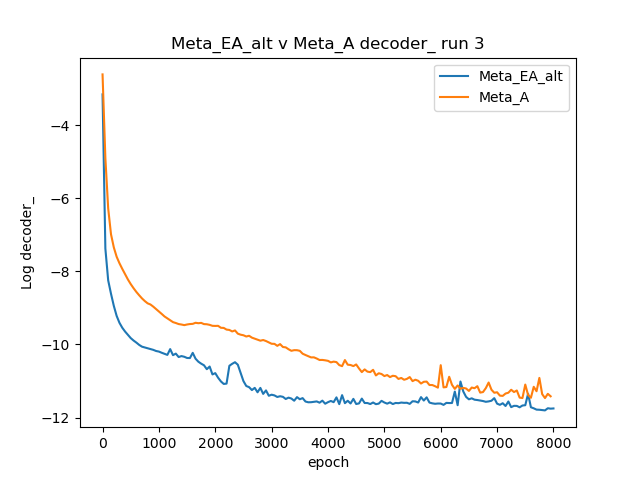 Meta_EA_alt v Meta_A decoder_ run 3
Meta_EA_alt
Meta_A
Log decoder_
−4
−6
−8
−10
−12
0 1000 2000 3000 4000 5000 6000 7000 8000
epoch